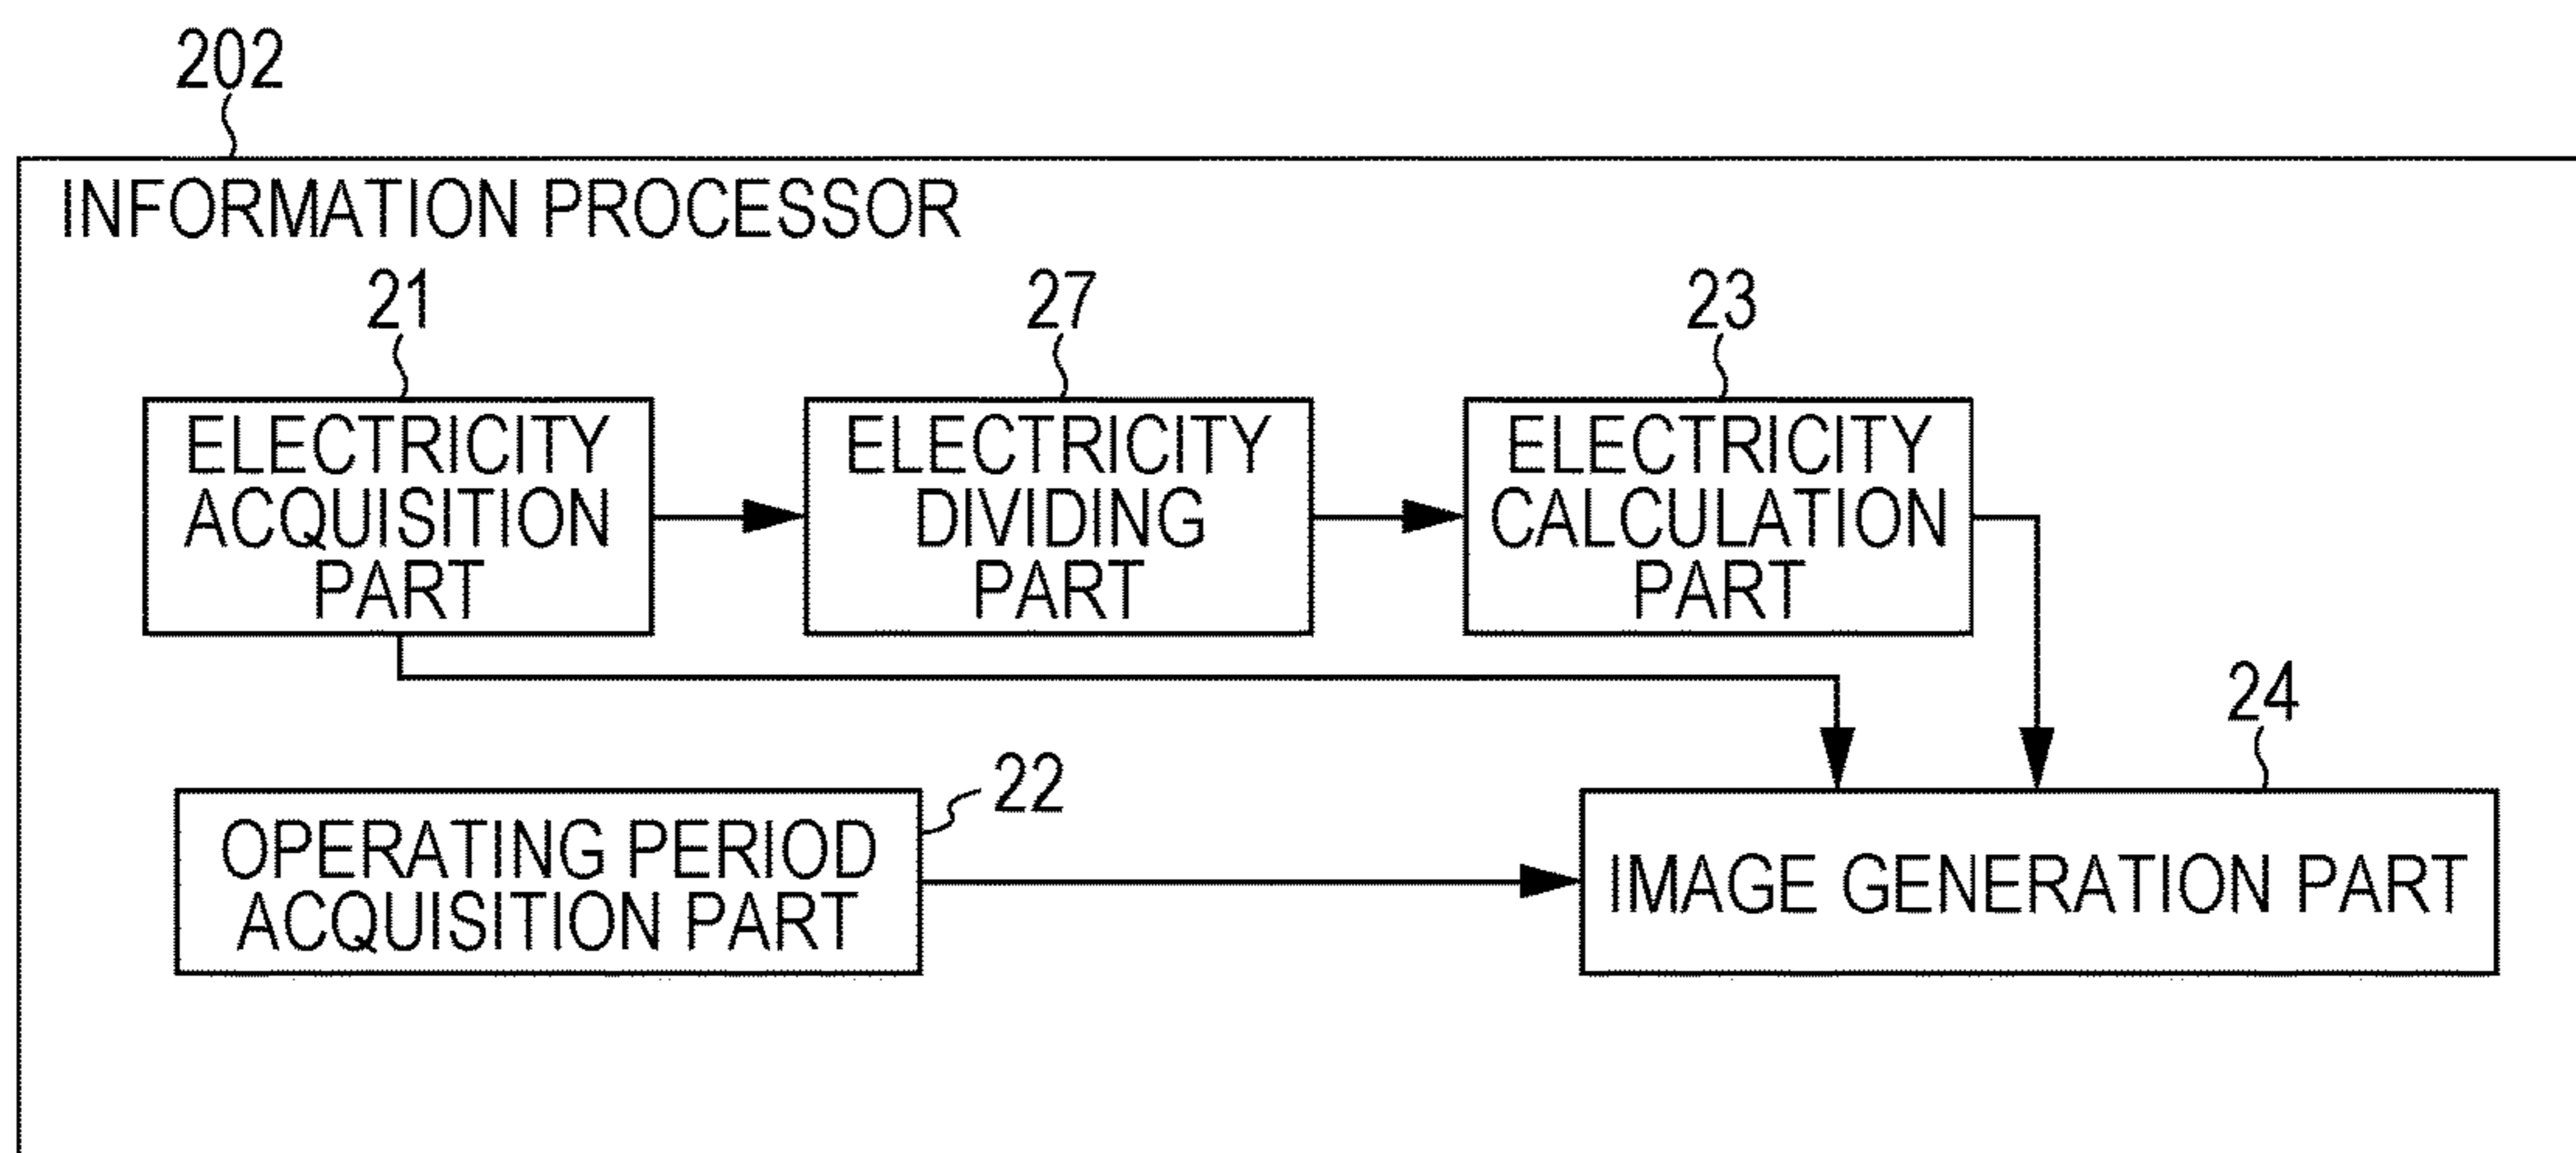 202
INFORMATION PROCESSOR
21
27
23
ELECTRICITY
ACQUISITION
PART
ELECTRICITY
DIVIDING
PART
ELECTRICITY
CALCULATION
PART
24
22
OPERATING PERIOD
ACQUISITION PART
IMAGE GENERATION PART